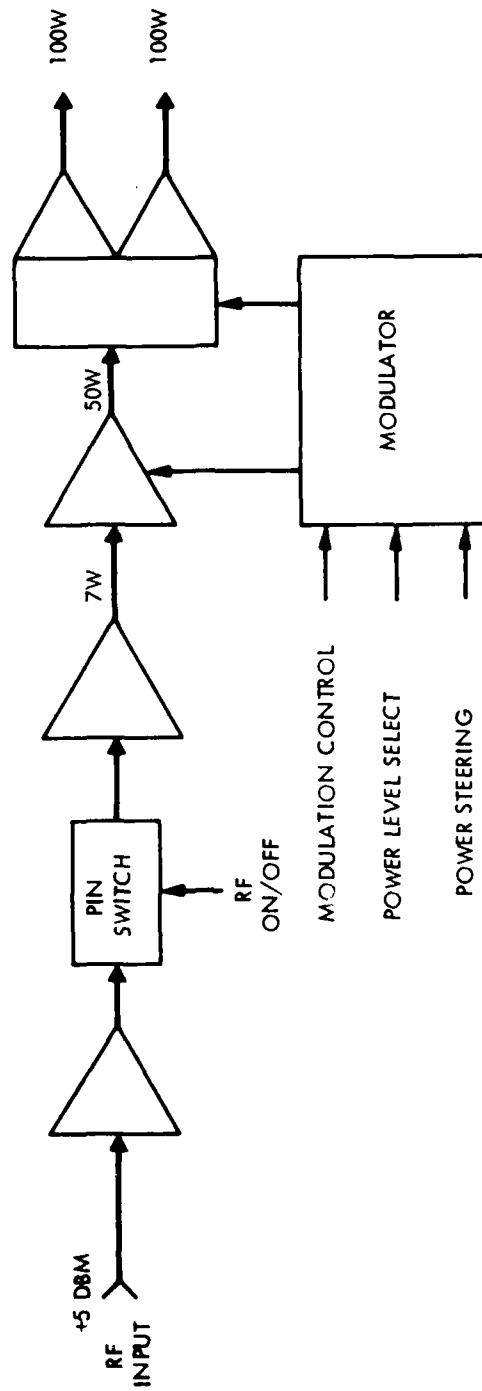 +5 DBM
RF
INPUT
PIN
SWITCH
RF
ON/OFF
7W
50W
100W
100W
MODULATION CONTROL
POWER LEVEL SELECT
POWER STEERING
MODULATOR